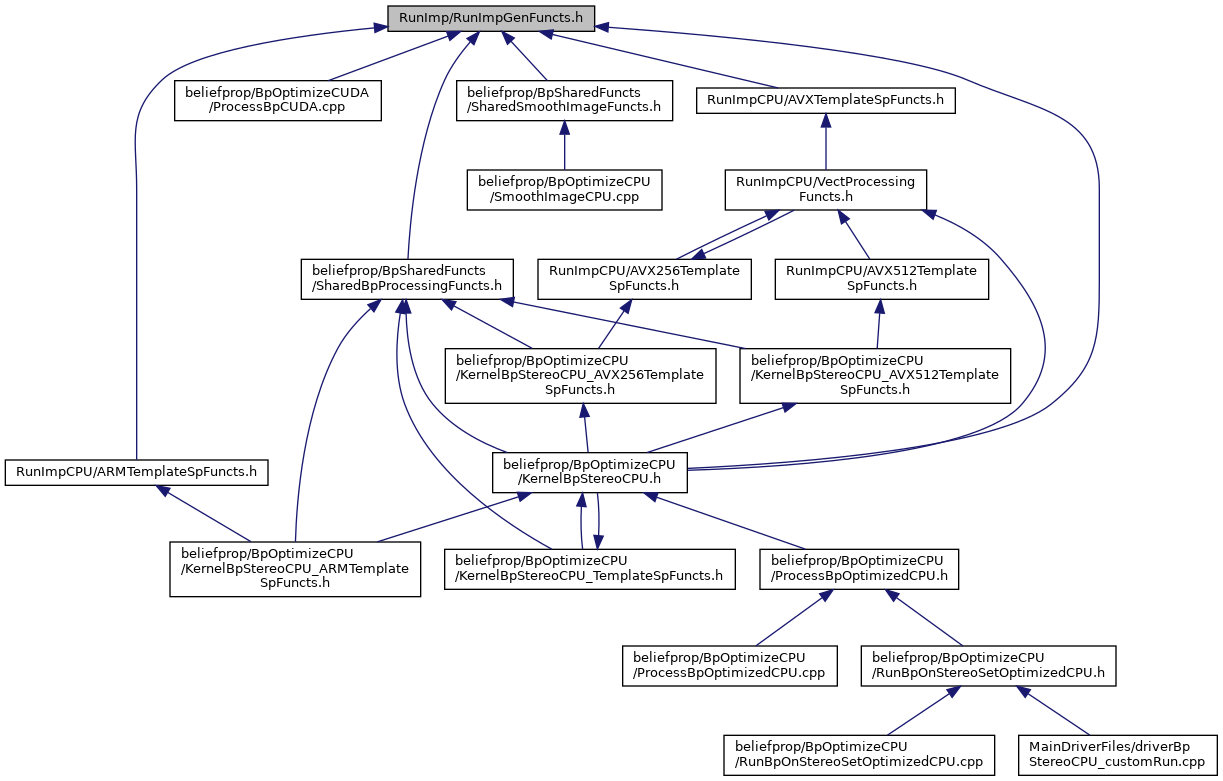 RunImp/RunImpGenFuncts.h
beliefprop/BpOptimizeCUDA
/ProcessBpCUDA.cpp
beliefprop/BpSharedFuncts
/SharedSmoothImageFuncts.h
RunImpCPU/AVXTemplateSpFuncts.h
beliefprop/BpOptimizeCPU
/SmoothImageCPU.cpp
RunImpCPU/VectProcessing
Functs.h
beliefprop/BpSharedFuncts
/SharedBpProcessingFuncts.h
RunImpCPU/AVX256Template
SpFuncts.h
RunImpCPU/AVX512Template
SpFuncts.h
beliefprop/BpOptimizeCPU
/KernelBpStereoCPU_AVX256Template
SpFuncts.h
beliefprop/BpOptimizeCPU
/KernelBpStereoCPU_AVX512Template
SpFuncts.h
RunImpCPU/ARMTemplateSpFuncts.h
beliefprop/BpOptimizeCPU
/KernelBpStereoCPU.h
beliefprop/BpOptimizeCPU
/KernelBpStereoCPU_ARMTemplate
SpFuncts.h
beliefprop/BpOptimizeCPU
/KernelBpStereoCPU_TemplateSpFuncts.h
beliefprop/BpOptimizeCPU
/ProcessBpOptimizedCPU.h
beliefprop/BpOptimizeCPU
/ProcessBpOptimizedCPU.cpp
beliefprop/BpOptimizeCPU
/RunBpOnStereoSetOptimizedCPU.h
beliefprop/BpOptimizeCPU
/RunBpOnStereoSetOptimizedCPU.cpp
MainDriverFiles/driverBp
StereoCPU_customRun.cpp